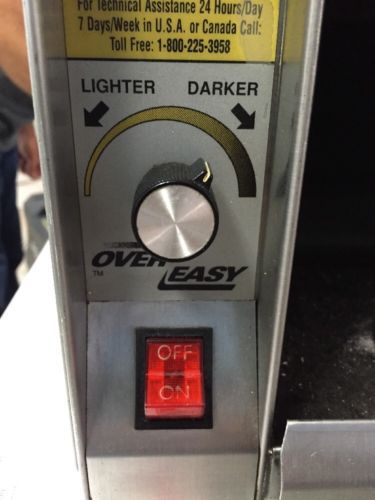 For Technical Assistance 24 Hours/Day
7 Days/Week in U.S.A. or Canada Call:
Toll Free: 1-800-225-3958
LIGHTER DARKER
OVER EASY
TM
OFF
ON